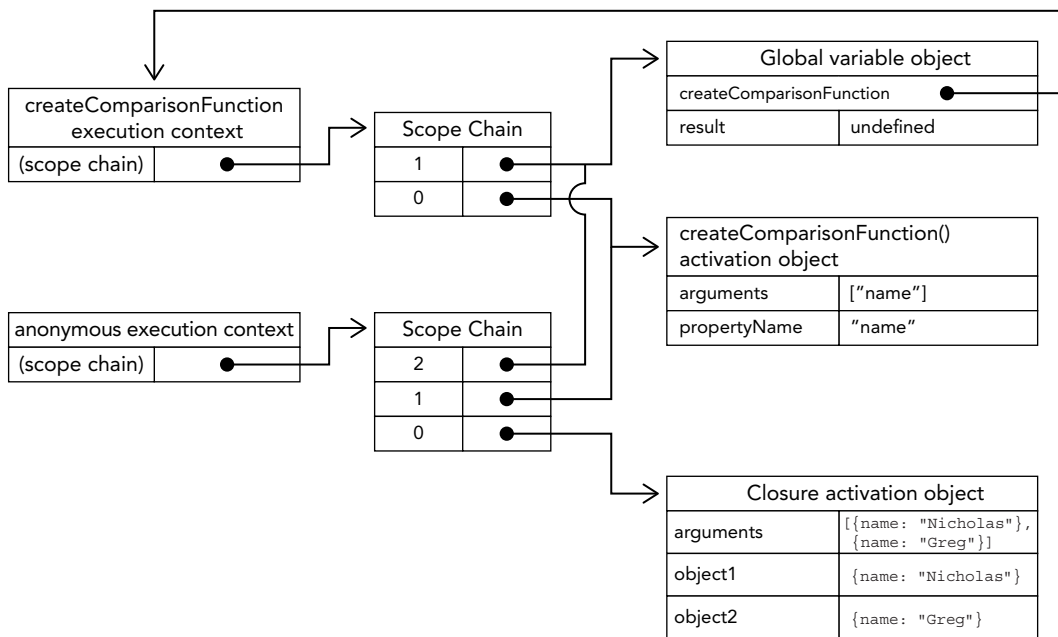 Global variable object
createComparisonFunction
result undefined
createComparisonFunction
execution context
(scope chain)
Scope Chain
1
0
createComparisonFunction()
activation object
arguments ["name"]
propertyName "name"
anonymous execution context
(scope chain)
Scope Chain
2
1
0
Closure activation object
arguments [{name: "Nicholas"},
{name: "Greg"}]
object1 {name: "Nicholas"}
object2 {name: "Greg"}